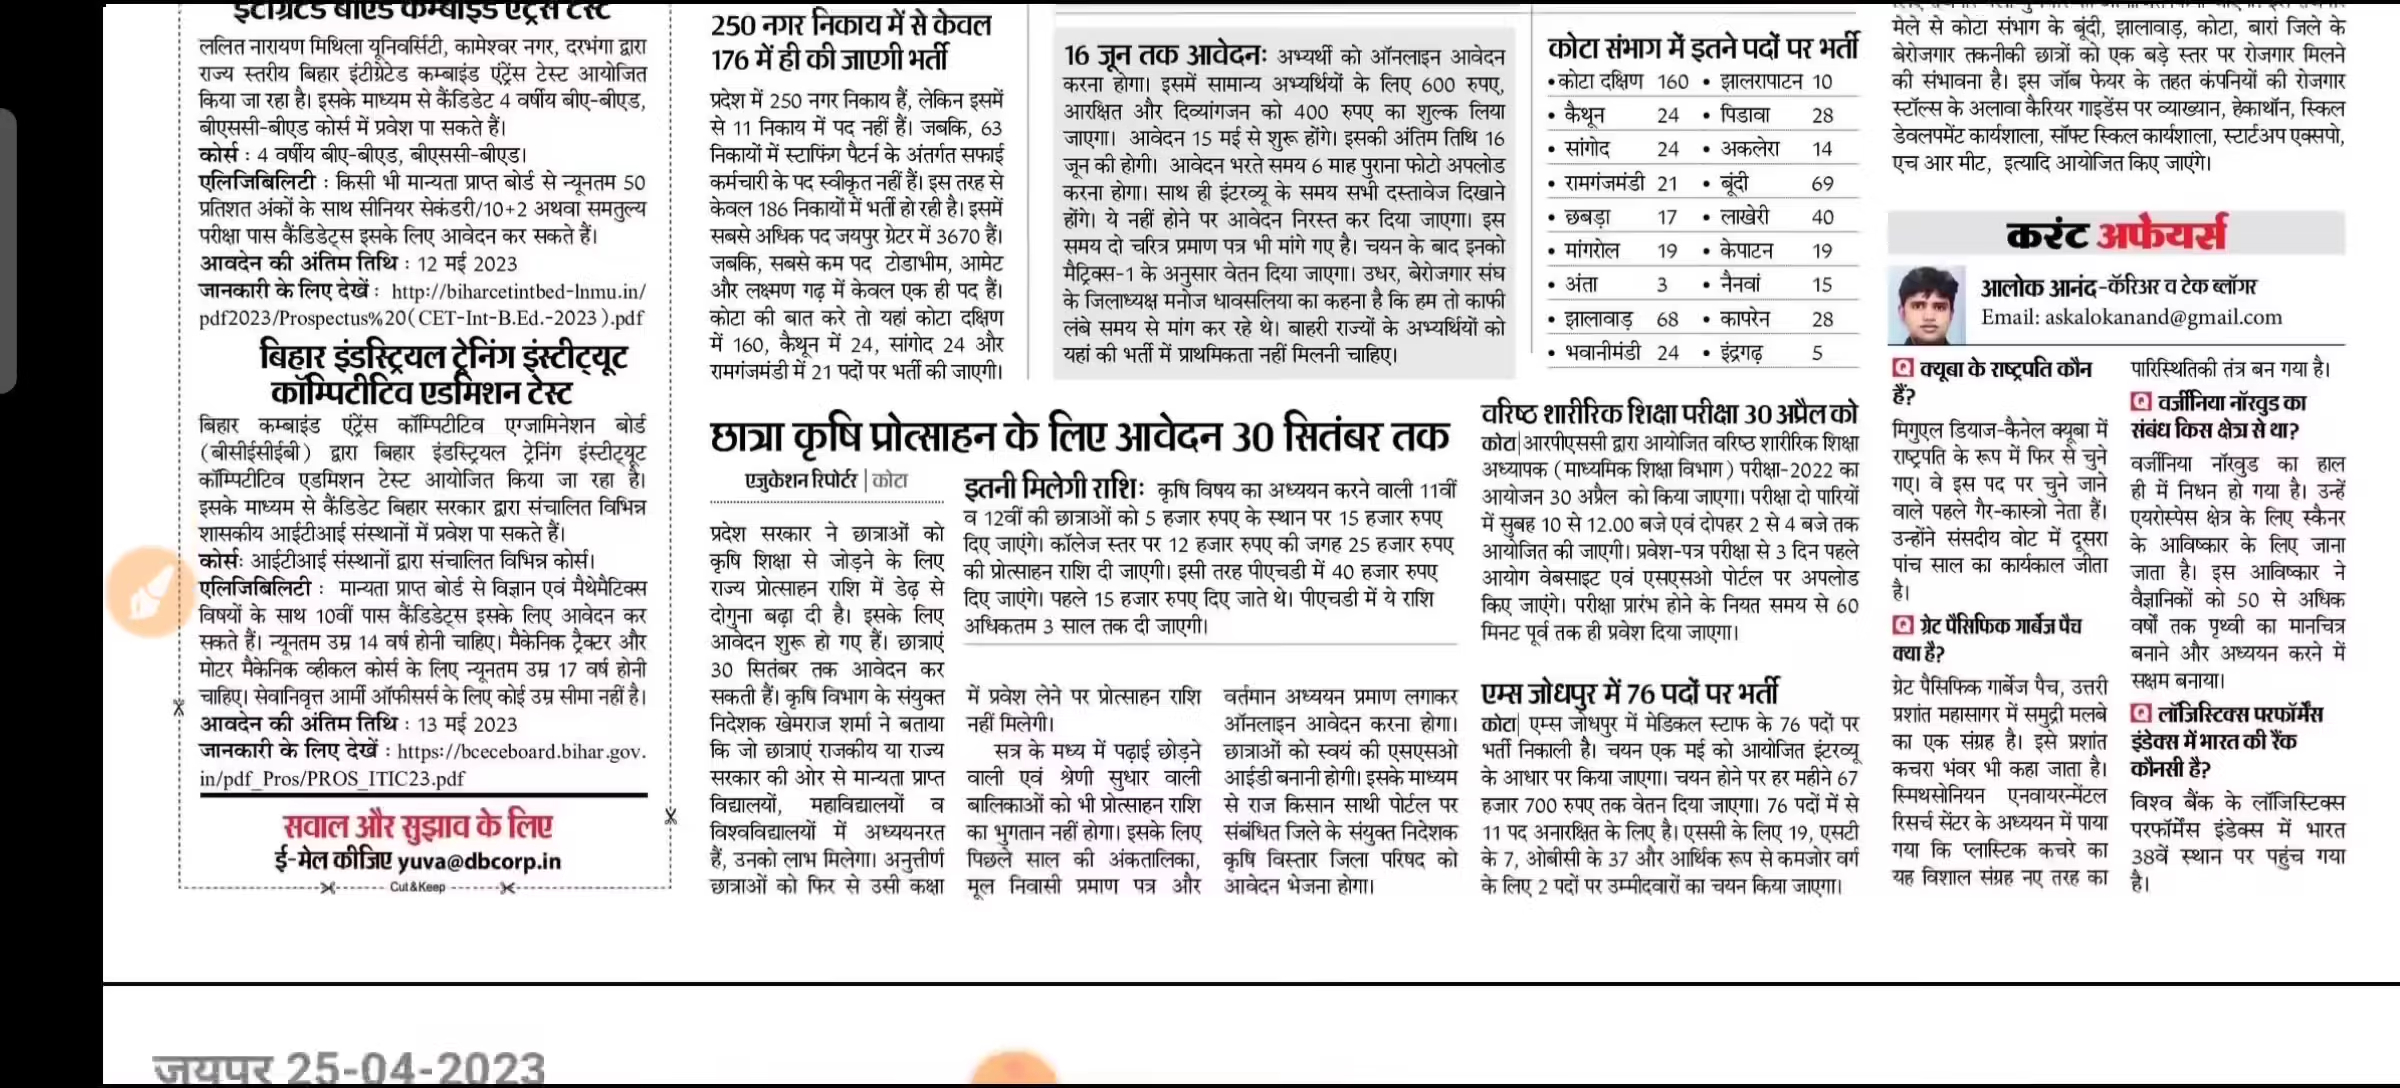 इंटीग्रेटेड बीएड कम्बाइंड एंट्रेंस टेस्ट
ललित नारायण मिथिला यूनिवर्सिटी, कामेश्वर नगर, दरभंगा द्वारा
राज्य स्तरीय बिहार इंटीग्रेटेड कम्बाइंड एंट्रेंस टेस्ट आयोजित
किया जा रहा है। इसके माध्यम से कैंडिडेट 4 वर्षीय बीए-बीएड,
बीएससी-बीएड कोर्स में प्रवेश पा सकते हैं।
कोर्स : 4 वर्षीय बीए-बीएड, बीएससी-बीएड।
एलिजिबिलिटी : किसी भी मान्यता प्राप्त बोर्ड से न्यूनतम 50
प्रतिशत अंकों के साथ सीनियर सेकंडरी/10+2 अथवा समतुल्य
परीक्षा पास कैंडिडेट्स इसके लिए आवेदन कर सकते हैं।
आवदेन की अंतिम तिथि : 12 मई 2023
जानकारी के लिए देखें : http://biharcetintbed-lnmu.in/
pdf2023/Prospectus%20(CET-Int-B.Ed.-2023).pdf
बिहार इंडस्ट्रियल ट्रेनिंग इंस्टीट्यूट
कॉम्पिटीटिव एडमिशन टेस्ट
बिहार कम्बाइंड एंट्रेंस कॉम्पिटीटिव एग्जामिनेशन बोर्ड
(बीसीईसीईबी) द्वारा बिहार इंडस्ट्रियल ट्रेनिंग इंस्टीट्यूट
कॉम्पिटीटिव एडमिशन टेस्ट आयोजित किया जा रहा है।
इसके माध्यम से कैंडिडेट बिहार सरकार द्वारा संचालित विभिन्न
शासकीय आईटीआई संस्थानों में प्रवेश पा सकते हैं।
कोर्सः आईटीआई संस्थानों द्वारा संचालित विभिन्न कोर्स।
एलिजिबिलिटी : मान्यता प्राप्त बोर्ड से विज्ञान एवं मैथेमैटिक्स
विषयों के साथ 10वीं पास कैंडिडेट्स इसके लिए आवेदन कर
सकते हैं। न्यूनतम उम्र 14 वर्ष होनी चाहिए। मैकेनिक ट्रैक्टर और
मोटर मैकेनिक व्हीकल कोर्स के लिए न्यूनतम उम्र 17 वर्ष होनी
चाहिए। सेवानिवृत्त आर्मी ऑफीसर्स के लिए कोई उम्र सीमा नहीं है।
आवदेन की अंतिम तिथि : 13 मई 2023
जानकारी के लिए देखें : https://bceceboard.bihar.gov.
in/pdf_Pros/PROS_ITIC23.pdf
सवाल और सुझाव के लिए
ई-मेल कीजिए yuva@dbcorp.in
Cut&Keep
250 नगर निकाय में से केवल
176 में ही की जाएगी भर्ती
प्रदेश में 250 नगर निकाय हैं, लेकिन इसमें
से 11 निकाय में पद नहीं हैं। जबकि, 63
निकायों में स्टाफिंग पैटर्न के अंतर्गत सफाई
कर्मचारी के पद स्वीकृत नहीं हैं। इस तरह से
केवल 186 निकायों में भर्ती हो रही है। इसमें
सबसे अधिक पद जयपुर ग्रेटर में 3670 हैं।
जबकि, सबसे कम पद टोडाभीम, आमेट
और लक्ष्मण गढ़ में केवल एक ही पद हैं।
कोटा की बात करे तो यहां कोटा दक्षिण
में 160, कैथून में 24, सांगोद 24 और
रामगंजमंडी में 21 पदों पर भर्ती की जाएगी।
16 जून तक आवेदनः अभ्यर्थी को ऑनलाइन आवेदन
करना होगा। इसमें सामान्य अभ्यर्थियों के लिए 600 रुपए,
आरक्षित और दिव्यांगजन को 400 रुपए का शुल्क लिया
जाएगा। आवेदन 15 मई से शुरू होंगे। इसकी अंतिम तिथि 16
जून की होगी। आवेदन भरते समय 6 माह पुराना फोटो अपलोड
करना होगा। साथ ही इंटरव्यू के समय सभी दस्तावेज दिखाने
होंगे। ये नहीं होने पर आवेदन निरस्त कर दिया जाएगा। इस
समय दो चरित्र प्रमाण पत्र भी मांगे गए है। चयन के बाद इनको
मैट्रिक्स-1 के अनुसार वेतन दिया जाएगा। उधर, बेरोजगार संघ
के जिलाध्यक्ष मनोज धावसलिया का कहना है कि हम तो काफी
लंबे समय से मांग कर रहे थे। बाहरी राज्यों के अभ्यर्थियों को
यहां की भर्ती में प्राथमिकता नहीं मिलनी चाहिए।
कोटा संभाग में इतने पदों पर भर्ती
• कोटा दक्षिण 160 • झालरापाटन 10
• कैथून 24 • पिडावा 28
• सांगोद 24 • अकलेरा 14
• रामगंजमंडी 21 • बूंदी 69
• छबड़ा 17 • लाखेरी 40
• मांगरोल 19 • केपाटन 19
• अंता 3 • नैनवां 15
• झालावाड़ 68 • कापरेन 28
• भवानीमंडी 24 • इंद्रगढ़ 5
छात्रा कृषि प्रोत्साहन के लिए आवेदन 30 सितंबर तक
एजुकेशन रिपोर्टर | कोटा
प्रदेश सरकार ने छात्राओं को
कृषि शिक्षा से जोड़ने के लिए
राज्य प्रोत्साहन राशि में डेढ़ से
दोगुना बढ़ा दी है। इसके लिए
आवेदन शुरू हो गए हैं। छात्राएं
30 सितंबर तक आवेदन कर
सकती हैं। कृषि विभाग के संयुक्त
निदेशक खेमराज शर्मा ने बताया
कि जो छात्राएं राजकीय या राज्य
सरकार की ओर से मान्यता प्राप्त
विद्यालयों, महाविद्यालयों व
विश्वविद्यालयों में अध्ययनरत
हैं, उनको लाभ मिलेगा। अनुत्तीर्ण
छात्राओं को फिर से उसी कक्षा
इतनी मिलेगी राशिः कृषि विषय का अध्ययन करने वाली 11वीं
व 12वीं की छात्राओं को 5 हजार रुपए के स्थान पर 15 हजार रुपए
दिए जाएंगे। कॉलेज स्तर पर 12 हजार रुपए की जगह 25 हजार रुपए
की प्रोत्साहन राशि दी जाएगी। इसी तरह पीएचडी में 40 हजार रुपए
दिए जाएंगे। पहले 15 हजार रुपए दिए जाते थे। पीएचडी में ये राशि
अधिकतम 3 साल तक दी जाएगी।
में प्रवेश लेने पर प्रोत्साहन राशि
नहीं मिलेगी।
सत्र के मध्य में पढ़ाई छोड़ने
वाली एवं श्रेणी सुधार वाली
बालिकाओं को भी प्रोत्साहन राशि
का भुगतान नहीं होगा। इसके लिए
पिछले साल की अंकतालिका,
मूल निवासी प्रमाण पत्र और
वर्तमान अध्ययन प्रमाण लगाकर
ऑनलाइन आवेदन करना होगा।
छात्राओं को स्वयं की एसएसओ
आईडी बनानी होगी। इसके माध्यम
से राज किसान साथी पोर्टल पर
संबंधित जिले के संयुक्त निदेशक
कृषि विस्तार जिला परिषद को
आवेदन भेजना होगा।
वरिष्ठ शारीरिक शिक्षा परीक्षा 30 अप्रैल को
कोटा| आरपीएससी द्वारा आयोजित वरिष्ठ शारीरिक शिक्षा
अध्यापक (माध्यमिक शिक्षा विभाग) परीक्षा-2022 का
आयोजन 30 अप्रैल को किया जाएगा। परीक्षा दो पारियों
में सुबह 10 से 12.00 बजे एवं दोपहर 2 से 4 बजे तक
आयोजित की जाएगी। प्रवेश-पत्र परीक्षा से 3 दिन पहले
आयोग वेबसाइट एवं एसएसओ पोर्टल पर अपलोड
किए जाएंगे। परीक्षा प्रारंभ होने के नियत समय से 60
मिनट पूर्व तक ही प्रवेश दिया जाएगा।
एम्स जोधपुर में 76 पदों पर भर्ती
कोटा| एम्स जोधपुर में मेडिकल स्टाफ के 76 पदों पर
भर्ती निकाली है। चयन एक मई को आयोजित इंटरव्यू
के आधार पर किया जाएगा। चयन होने पर हर महीने 67
हजार 700 रुपए तक वेतन दिया जाएगा। 76 पदों में से
11 पद अनारक्षित के लिए है। एससी के लिए 19, एसटी
के 7, ओबीसी के 37 और आर्थिक रूप से कमजोर वर्ग
के लिए 2 पदों पर उम्मीदवारों का चयन किया जाएगा।
मेले से कोटा संभाग के बूंदी, झालावाड़, कोटा, बारां जिले के
बेरोजगार तकनीकी छात्रों को एक बड़े स्तर पर रोजगार मिलने
की संभावना है। इस जॉब फेयर के तहत कंपनियों की रोजगार
स्टॉल्स के अलावा कैरियर गाइडेंस पर व्याख्यान, हेकाथॉन, स्किल
डेवलपमेंट कार्यशाला, सॉफ्ट स्किल कार्यशाला, स्टार्टअप एक्सपो,
एच आर मीट, इत्यादि आयोजित किए जाएंगे।
करंट अफेयर्स
आलोक आनंद-कॅरिअर व टेक ब्लॉगर
Email: askalokanand@gmail.com
Q क्यूबा के राष्ट्रपति कौन
हैं?
मिगुएल डियाज-कैनेल क्यूबा में
राष्ट्रपति के रूप में फिर से चुने
गए। वे इस पद पर चुने जाने
वाले पहले गैर-कास्त्रो नेता हैं।
उन्होंने संसदीय वोट में दूसरा
पांच साल का कार्यकाल जीता
है।
Q ग्रेट पैसिफिक गार्बेज पैच
क्या है?
ग्रेट पैसिफिक गार्बेज पैच, उत्तरी
प्रशांत महासागर में समुद्री मलबे
का एक संग्रह है। इसे प्रशांत
कचरा भंवर भी कहा जाता है।
स्मिथसोनियन एनवायरन्मेंटल
रिसर्च सेंटर के अध्ययन में पाया
गया कि प्लास्टिक कचरे का
यह विशाल संग्रह नए तरह का
पारिस्थितिकी तंत्र बन गया है।
Q वर्जीनिया नॉरवुड का
संबंध किस क्षेत्र से था?
वर्जीनिया नॉरवुड का हाल
ही में निधन हो गया है। उन्हें
एयरोस्पेस क्षेत्र के लिए स्कैनर
के आविष्कार के लिए जाना
जाता है। इस आविष्कार ने
वैज्ञानिकों को 50 से अधिक
वर्षों तक पृथ्वी का मानचित्र
बनाने और अध्ययन करने में
सक्षम बनाया।
Q लॉजिस्टिक्स परफॉर्मेंस
इंडेक्स में भारत की रैंक
कौनसी है?
विश्व बैंक के लॉजिस्टिक्स
परफॉर्मेंस इंडेक्स में भारत
38वें स्थान पर पहुंच गया
है।
जयपुर 25-04-2023